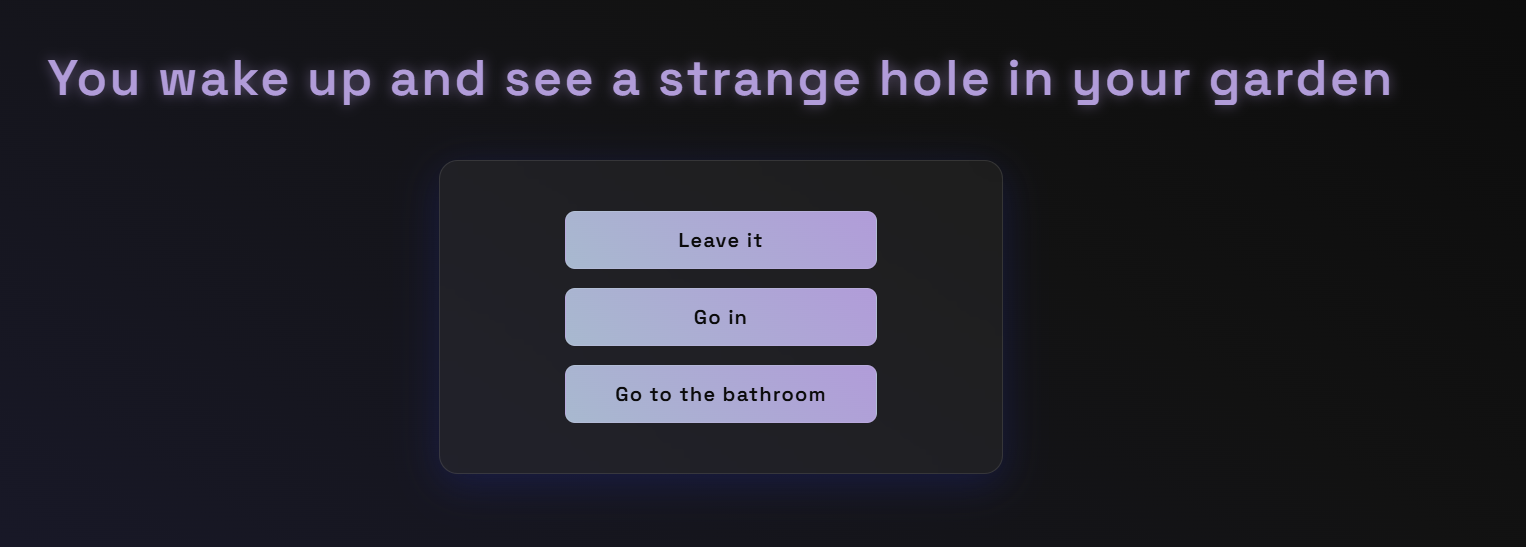 You wake up and see a strange hole in your garden
Leave it
Go in
Go to the bathroom